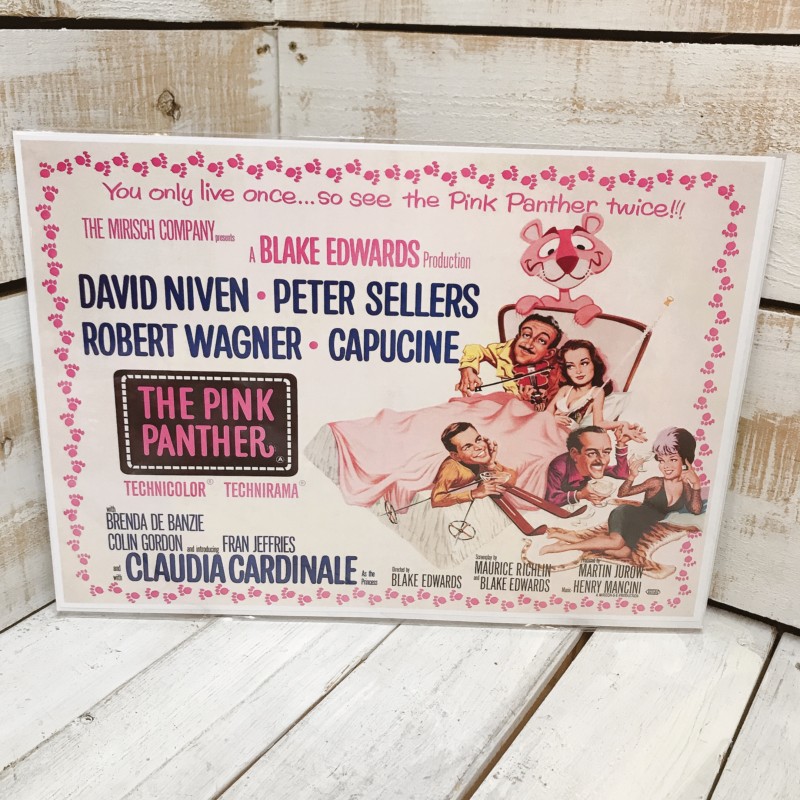 You only live once...so see the Pink Panther twice!!!
THE MIRISCH COMPANY presents
A BLAKE EDWARDS Production
DAVID NIVEN • PETER SELLERS
ROBERT WAGNER • CAPUCINE
THE PINK
PANTHER
A
TECHNICOLOR® TECHNIRAMA®
with
BRENDA DE BANZIE
COLIN GORDON and introducing FRAN JEFFRIES
and with CLAUDIA CARDINALE As the Princess
Directed by BLAKE EDWARDS
Screenplay by MAURICE RICHLIN
and BLAKE EDWARDS
MARTIN JUROW
Music HENRY MANCINI